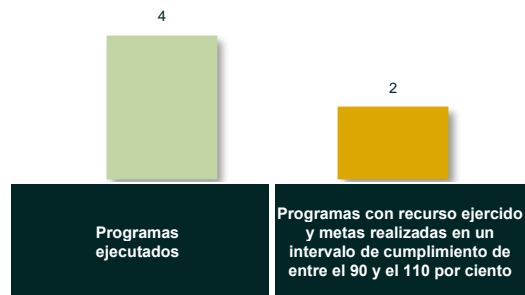 4
2
Programas
ejecutados
Programas con recurso ejercido
y metas realizadas en un
intervalo de cumplimiento de
entre el 90 y el 110 por ciento